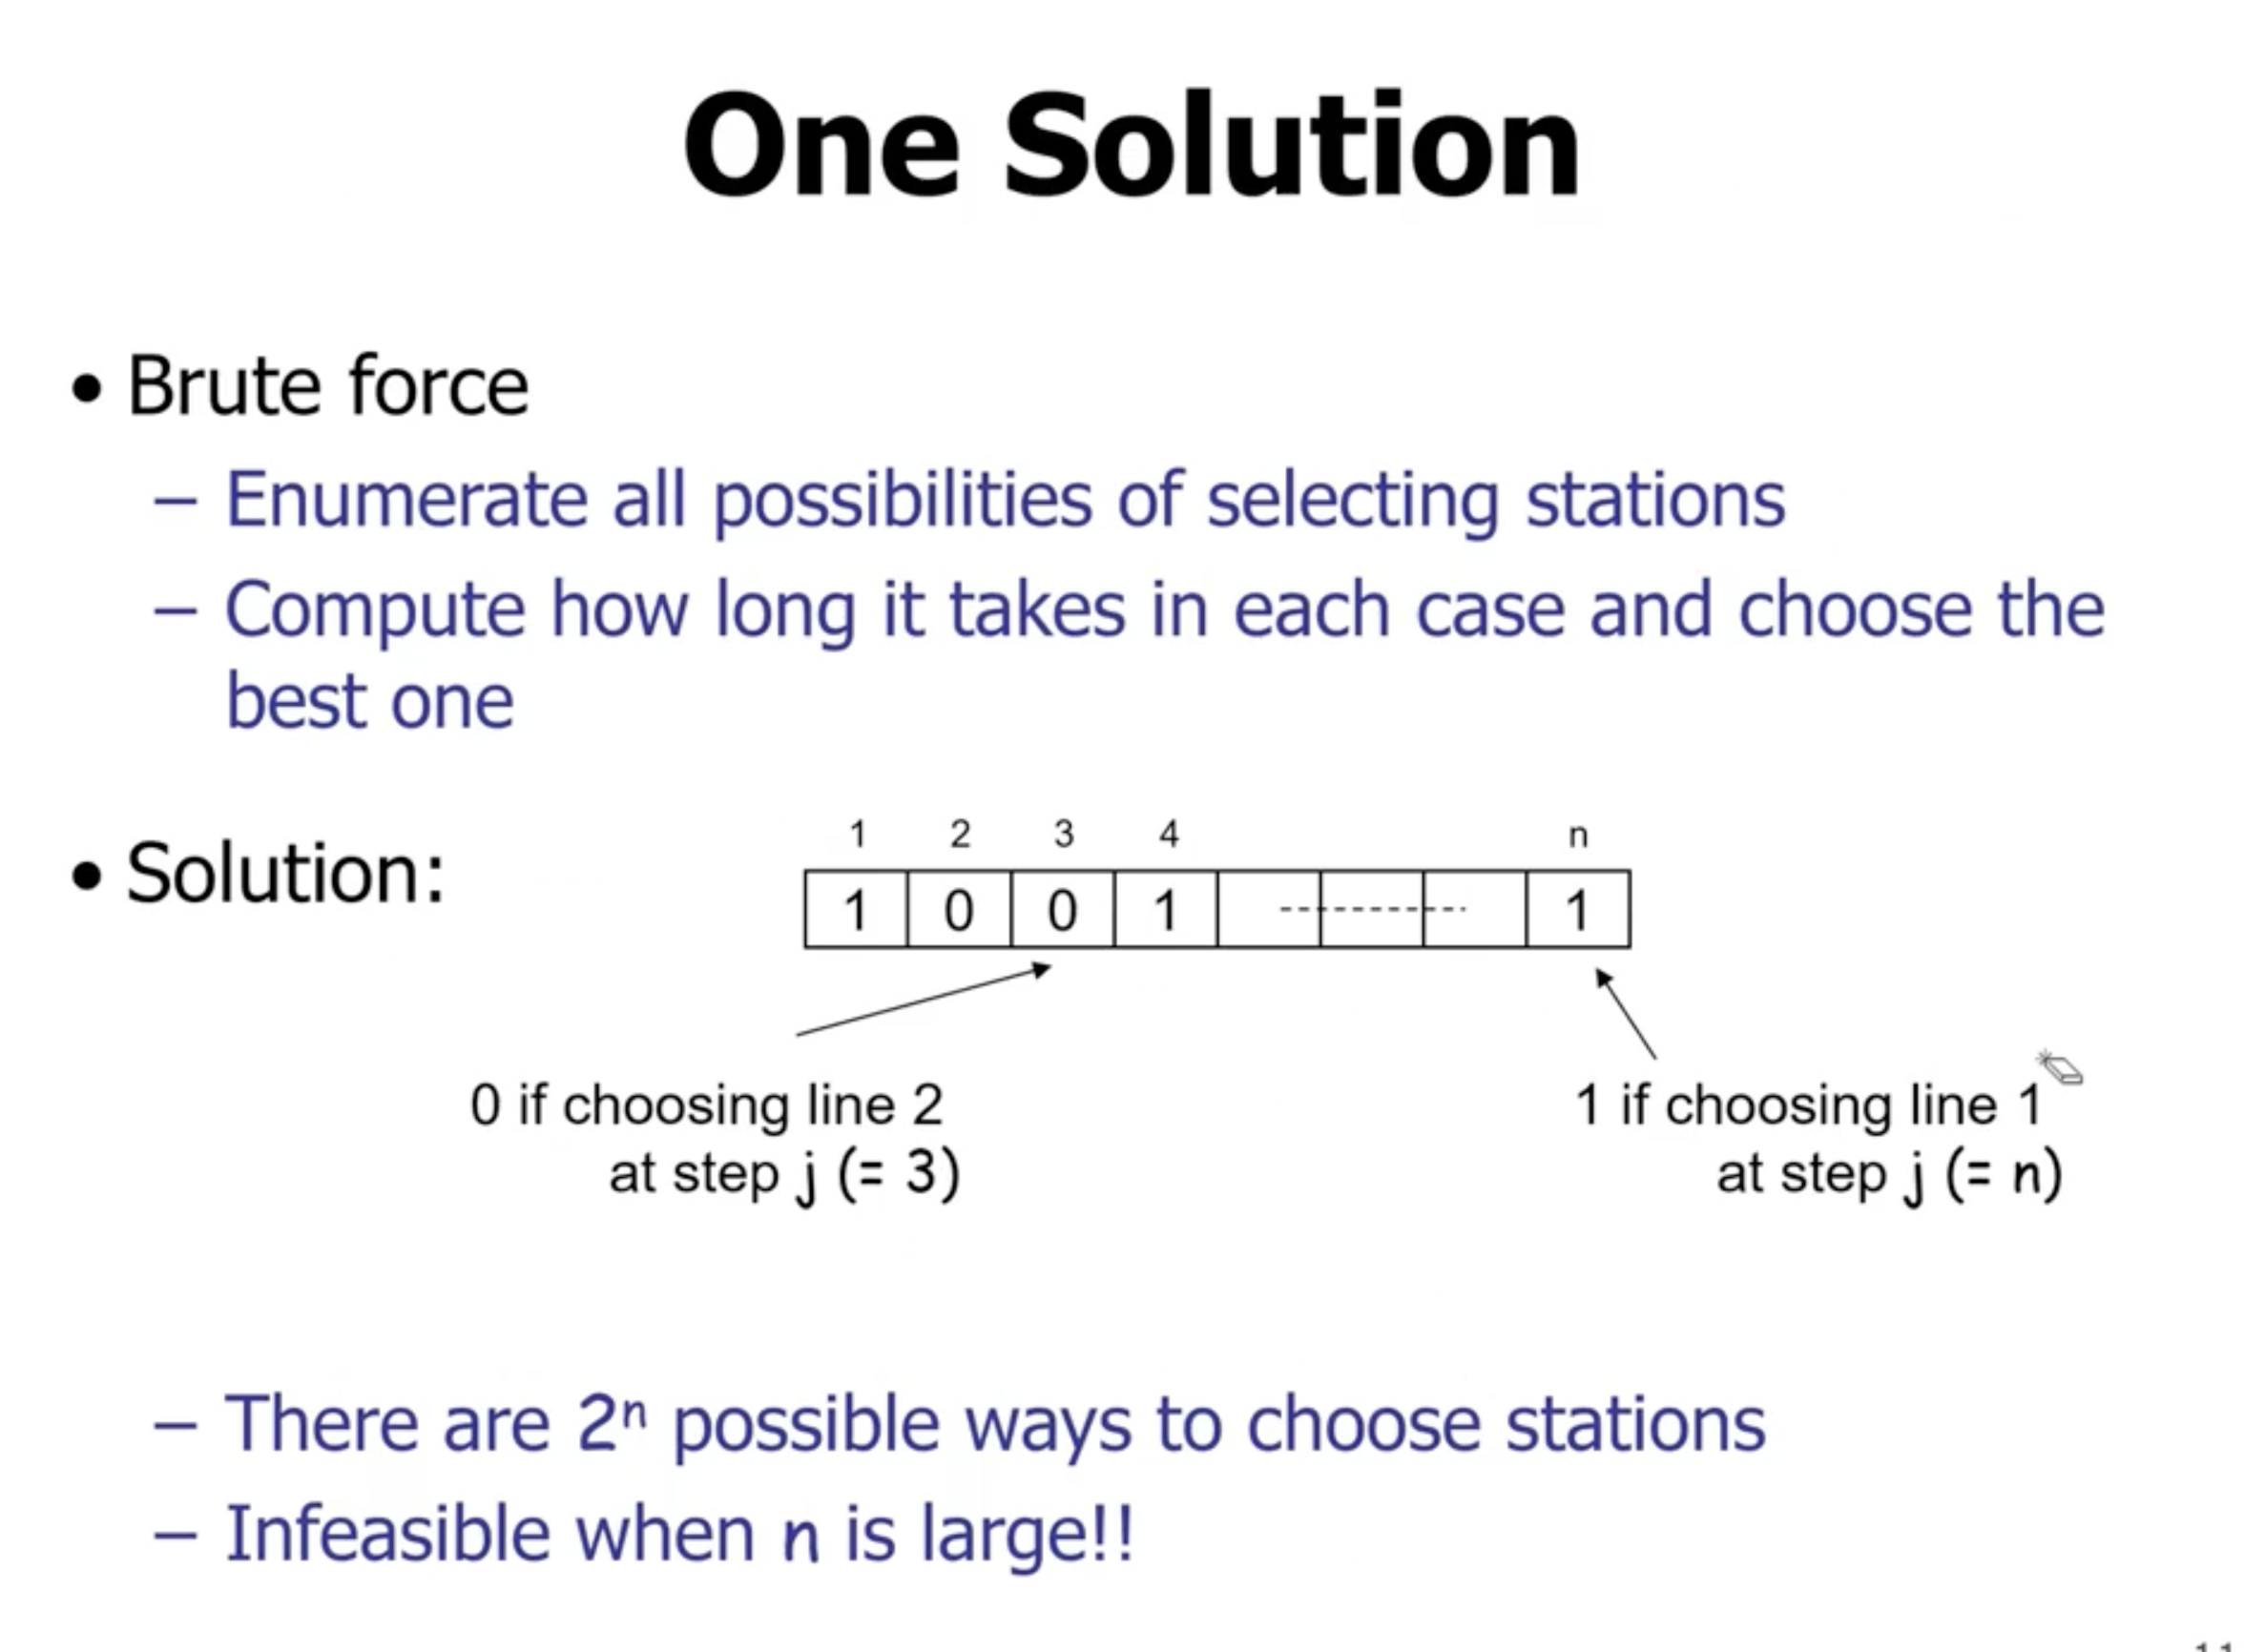 One Solution
• Brute force
– Enumerate all possibilities of selecting stations
– Compute how long it takes in each case and choose the
best one
1 2 3 4 n
• Solution:
1 0 0 1 -------- 1
0 if choosing line 2
at step j (= 3)
1 if choosing line 1
at step j (= n)
– There are 2ⁿ possible ways to choose stations
– Infeasible when n is large!!